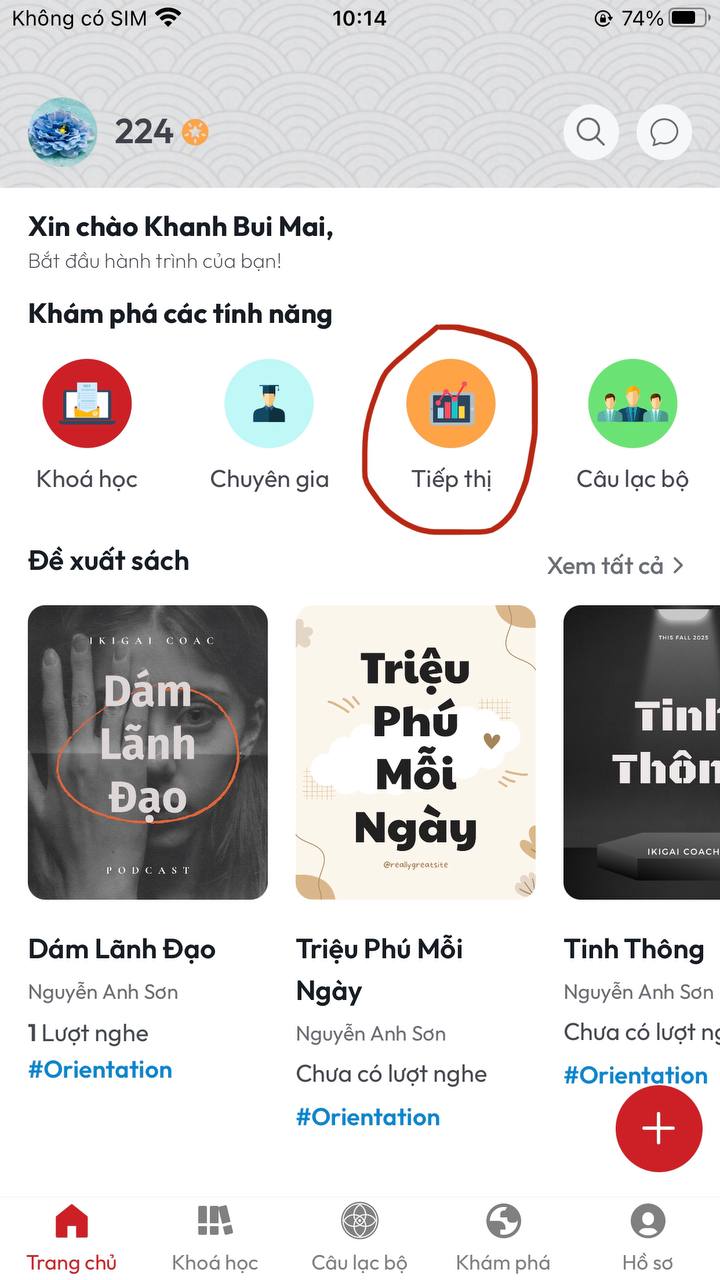 Không có SIM 10:14 74%
224
Xin chào Khanh Bui Mai,
Bắt đầu hành trình của bạn!
Khám phá các tính năng
Khoá học Chuyên gia Tiếp thị Câu lạc bộ
Đề xuất sách Xem tất cả >
IKIGAI COAC
Dám
Lãnh
Đạo
PODCAST
Triệu
Phú
Mỗi
Ngày
@reallygreatsite
THIS FALL 2025
Tinh
Thôn
IKIGAI COACH
Dám Lãnh Đạo
Nguyễn Anh Sơn
1 Lượt nghe
#Orientation
Triệu Phú Mỗi
Ngày
Nguyễn Anh Sơn
Chưa có lượt nghe
#Orientation
Tinh Thông
Nguyễn Anh Sơn
Chưa có lượt ng
#Orientation
Trang chủ Khoá học Câu lạc bộ Khám phá Hồ sơ